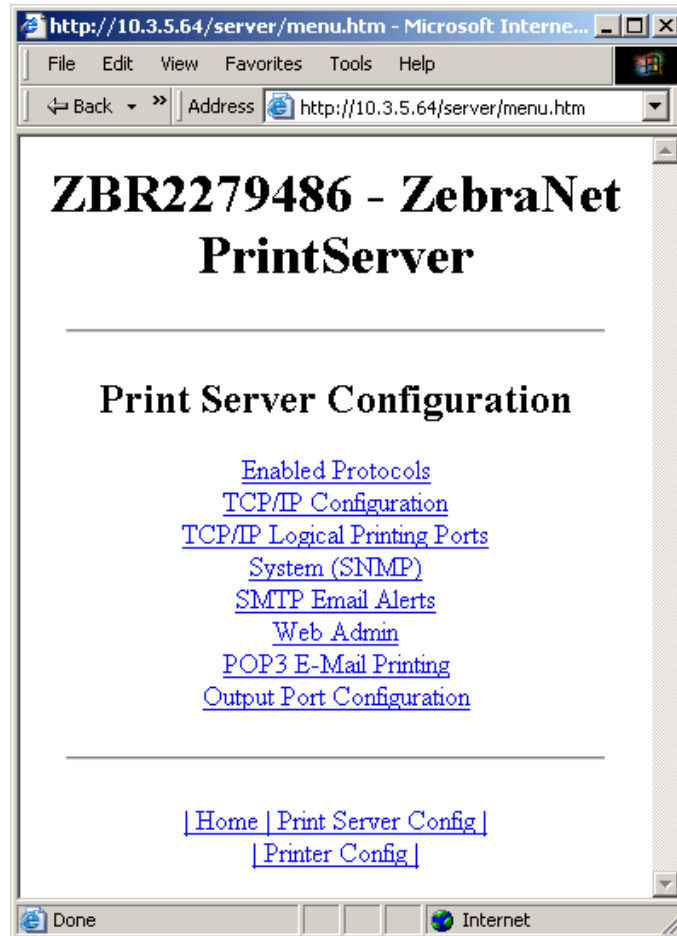 http://10.3.5.64/server/menu.htm - Microsoft Interne...
File Edit View Favorites Tools Help
Back » Address http://10.3.5.64/server/menu.htm
ZBR2279486 - ZebraNet
PrintServer
Print Server Configuration
Enabled Protocols
TCP/IP Configuration
TCP/IP Logical Printing Ports
System (SNMP)
SMTP Email Alerts
Web Admin
POP3 E-Mail Printing
Output Port Configuration
| Home | Print Server Config |
| Printer Config |
Done Internet